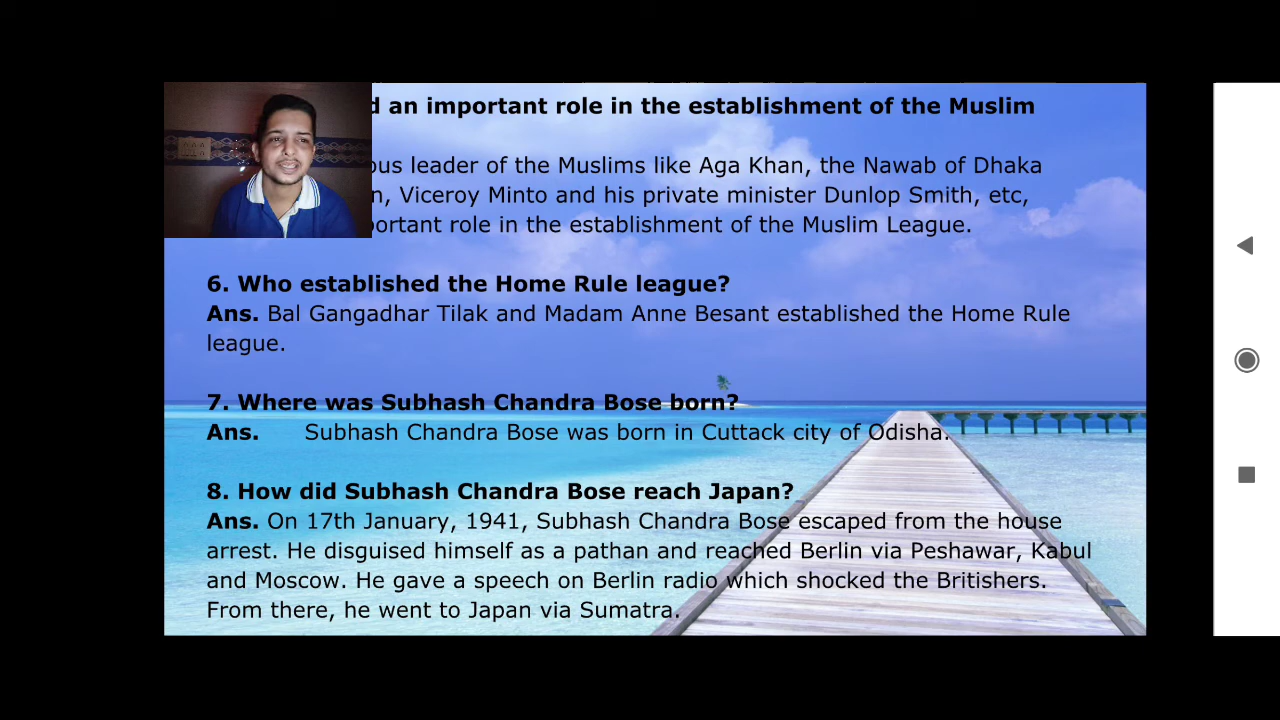 d an important role in the establishment of the Muslim
ous leader of the Muslims like Aga Khan, the Nawab of Dhaka
n, Viceroy Minto and his private minister Dunlop Smith, etc,
portant role in the establishment of the Muslim League.
6. Who established the Home Rule league?
Ans. Bal Gangadhar Tilak and Madam Anne Besant established the Home Rule
league.
7. Where was Subhash Chandra Bose born?
Ans. Subhash Chandra Bose was born in Cuttack city of Odisha.
8. How did Subhash Chandra Bose reach Japan?
Ans. On 17th January, 1941, Subhash Chandra Bose escaped from the house
arrest. He disguised himself as a pathan and reached Berlin via Peshawar, Kabul
and Moscow. He gave a speech on Berlin radio which shocked the Britishers.
From there, he went to Japan via Sumatra.